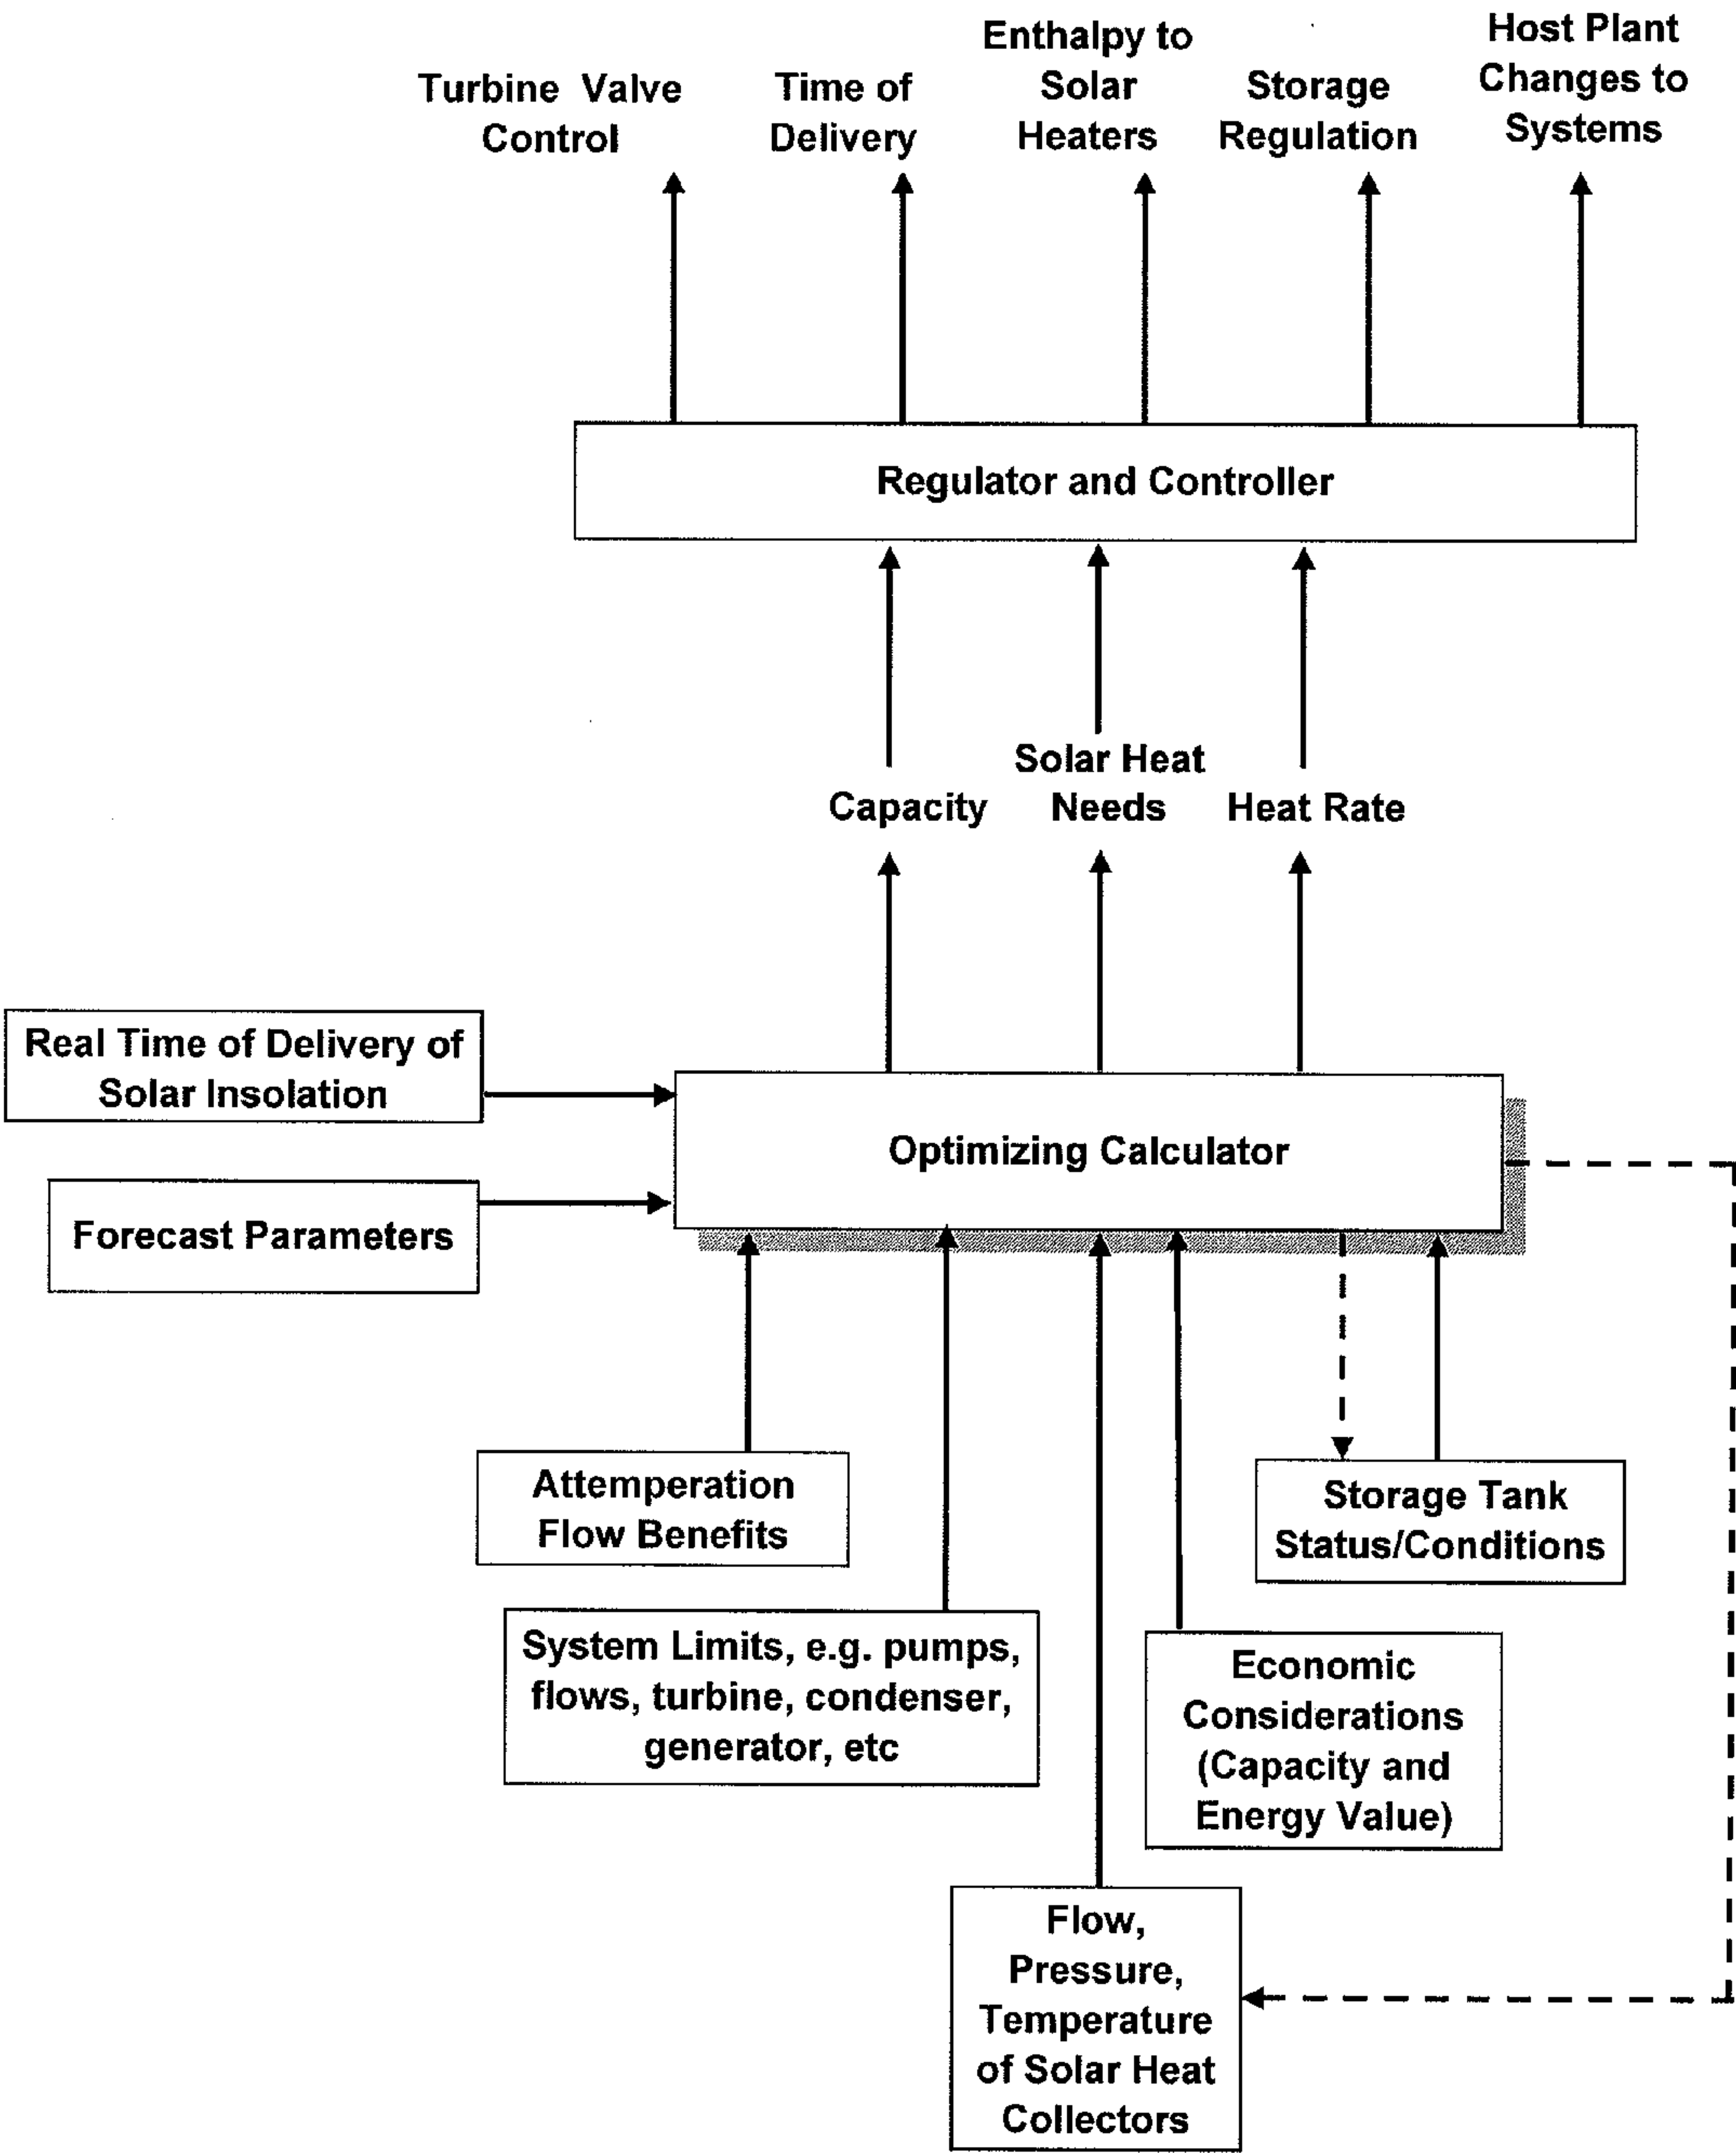 Turbine Valve
Control
Time of
Delivery
Enthalpy to
Solar
Heaters
Storage
Regulation
Host Plant
Changes to
Systems
Regulator and Controller
Capacity
Solar Heat
Needs
Heat Rate
Real Time of Delivery of
Solar Insolation
Optimizing Calculator
Forecast Parameters
Attemperation
Flow Benefits
Storage Tank
Status/Conditions
System Limits, e.g. pumps,
flows, turbine, condenser,
generator, etc
Economic
Considerations
(Capacity and
Energy Value)
Flow,
Pressure,
Temperature
of Solar Heat
Collectors